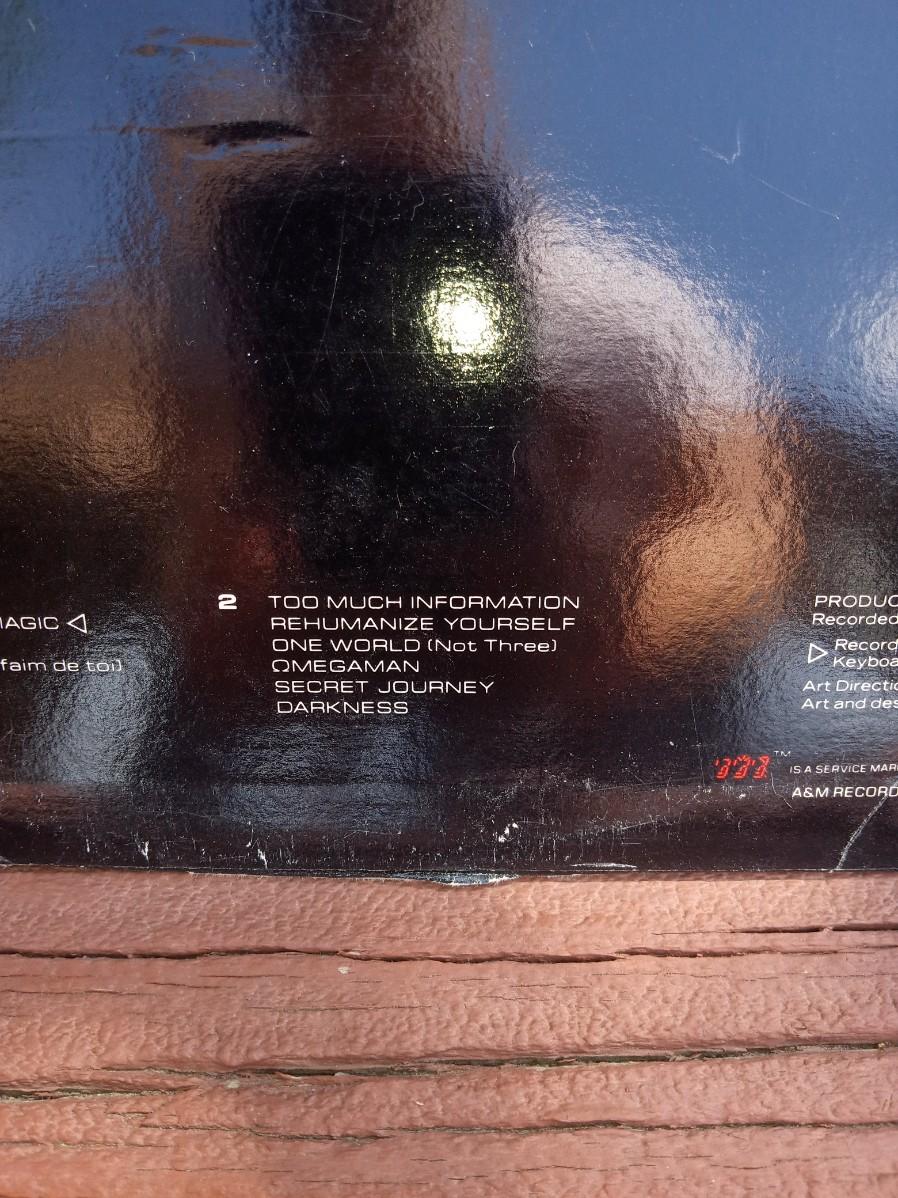 MAGIC ◁
faim de toi)
2 TOO MUCH INFORMATION
REHUMANIZE YOURSELF
ONE WORLD (Not Three)
ΩMEGAMAN
SECRET JOURNEY
DARKNESS
PRODUC
Recorded
▷ Record
Keyboa
Art Directio
Art and des
™ IS A SERVICE MAR
A&M RECORD